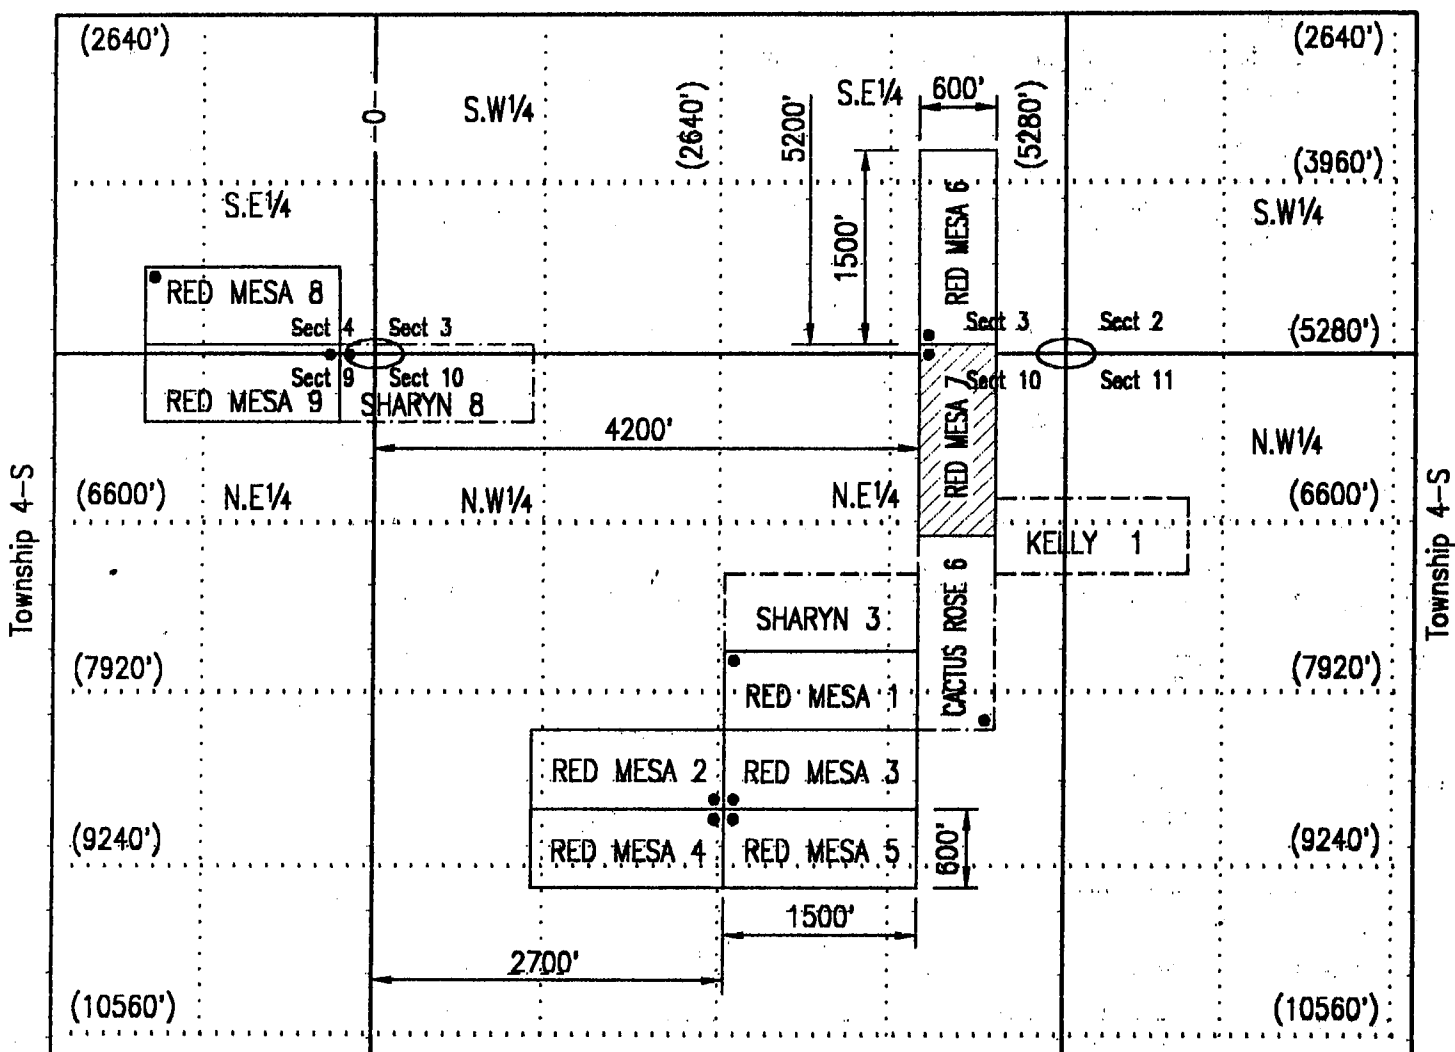 (2640')
(2640')
S.W¼
(2640')
5200'
S.E¼
600'
(5280')
0
(3960')
S.E¼
S.W¼
1500'
RED MESA 6
RED MESA 8
Sect 4
Sect 3
Sect 3
Sect 2
(5280')
Sect 9
Sect 10
Sect 10
Sect 11
RED MESA 9
SHARYN 8
RED MESA 7
4200'
N.W¼
Township 4-S
(6600')
N.E¼
N.W¼
N.E¼
(6600')
Township 4-S
KELLY 1
SHARYN 3
CACTUS ROSE 6
(7920')
(7920')
RED MESA 1
RED MESA 2
RED MESA 3
(9240')
RED MESA 4
RED MESA 5
600'
(9240')
1500'
2700'
(10560')
(10560')